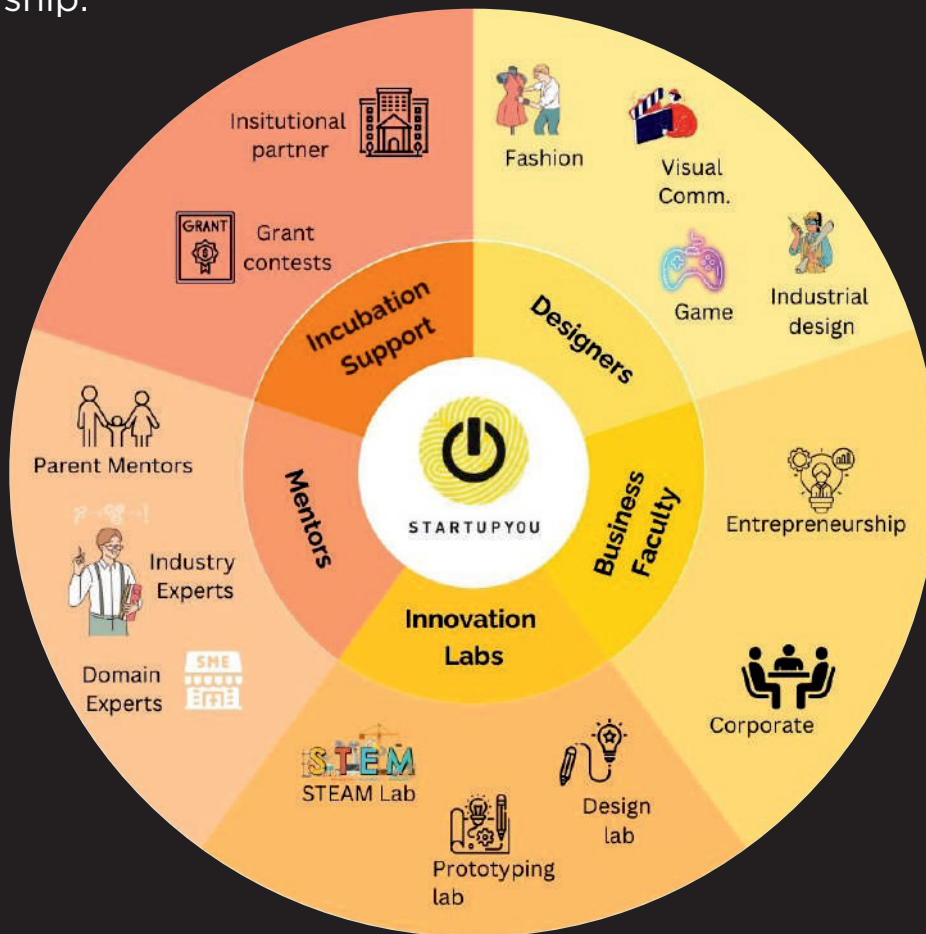 ship.
Insitutional
partner
GRANT
Grant
contests
Fashion
Visual
Comm.
Game
Industrial
design
Incubation
Support
Designers
STARTUPYOU
Mentors
Business
Faculty
Innovation
Labs
Parent Mentors
Industry
Experts
SME
Domain
Experts
Entrepreneurship
Corporate
STEM
STEAM Lab
Prototyping
lab
Design
lab